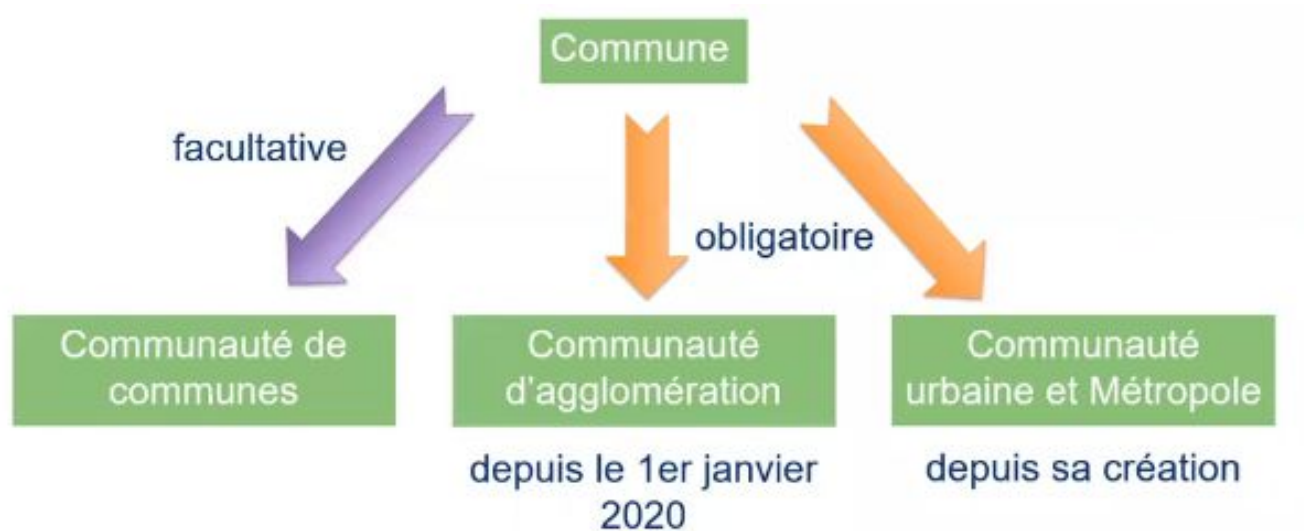 Commune
facultative
obligatoire
Communauté de
communes
Communauté
d'agglomération
Communauté
urbaine et Métropole
depuis le 1er janvier
2020
depuis sa création